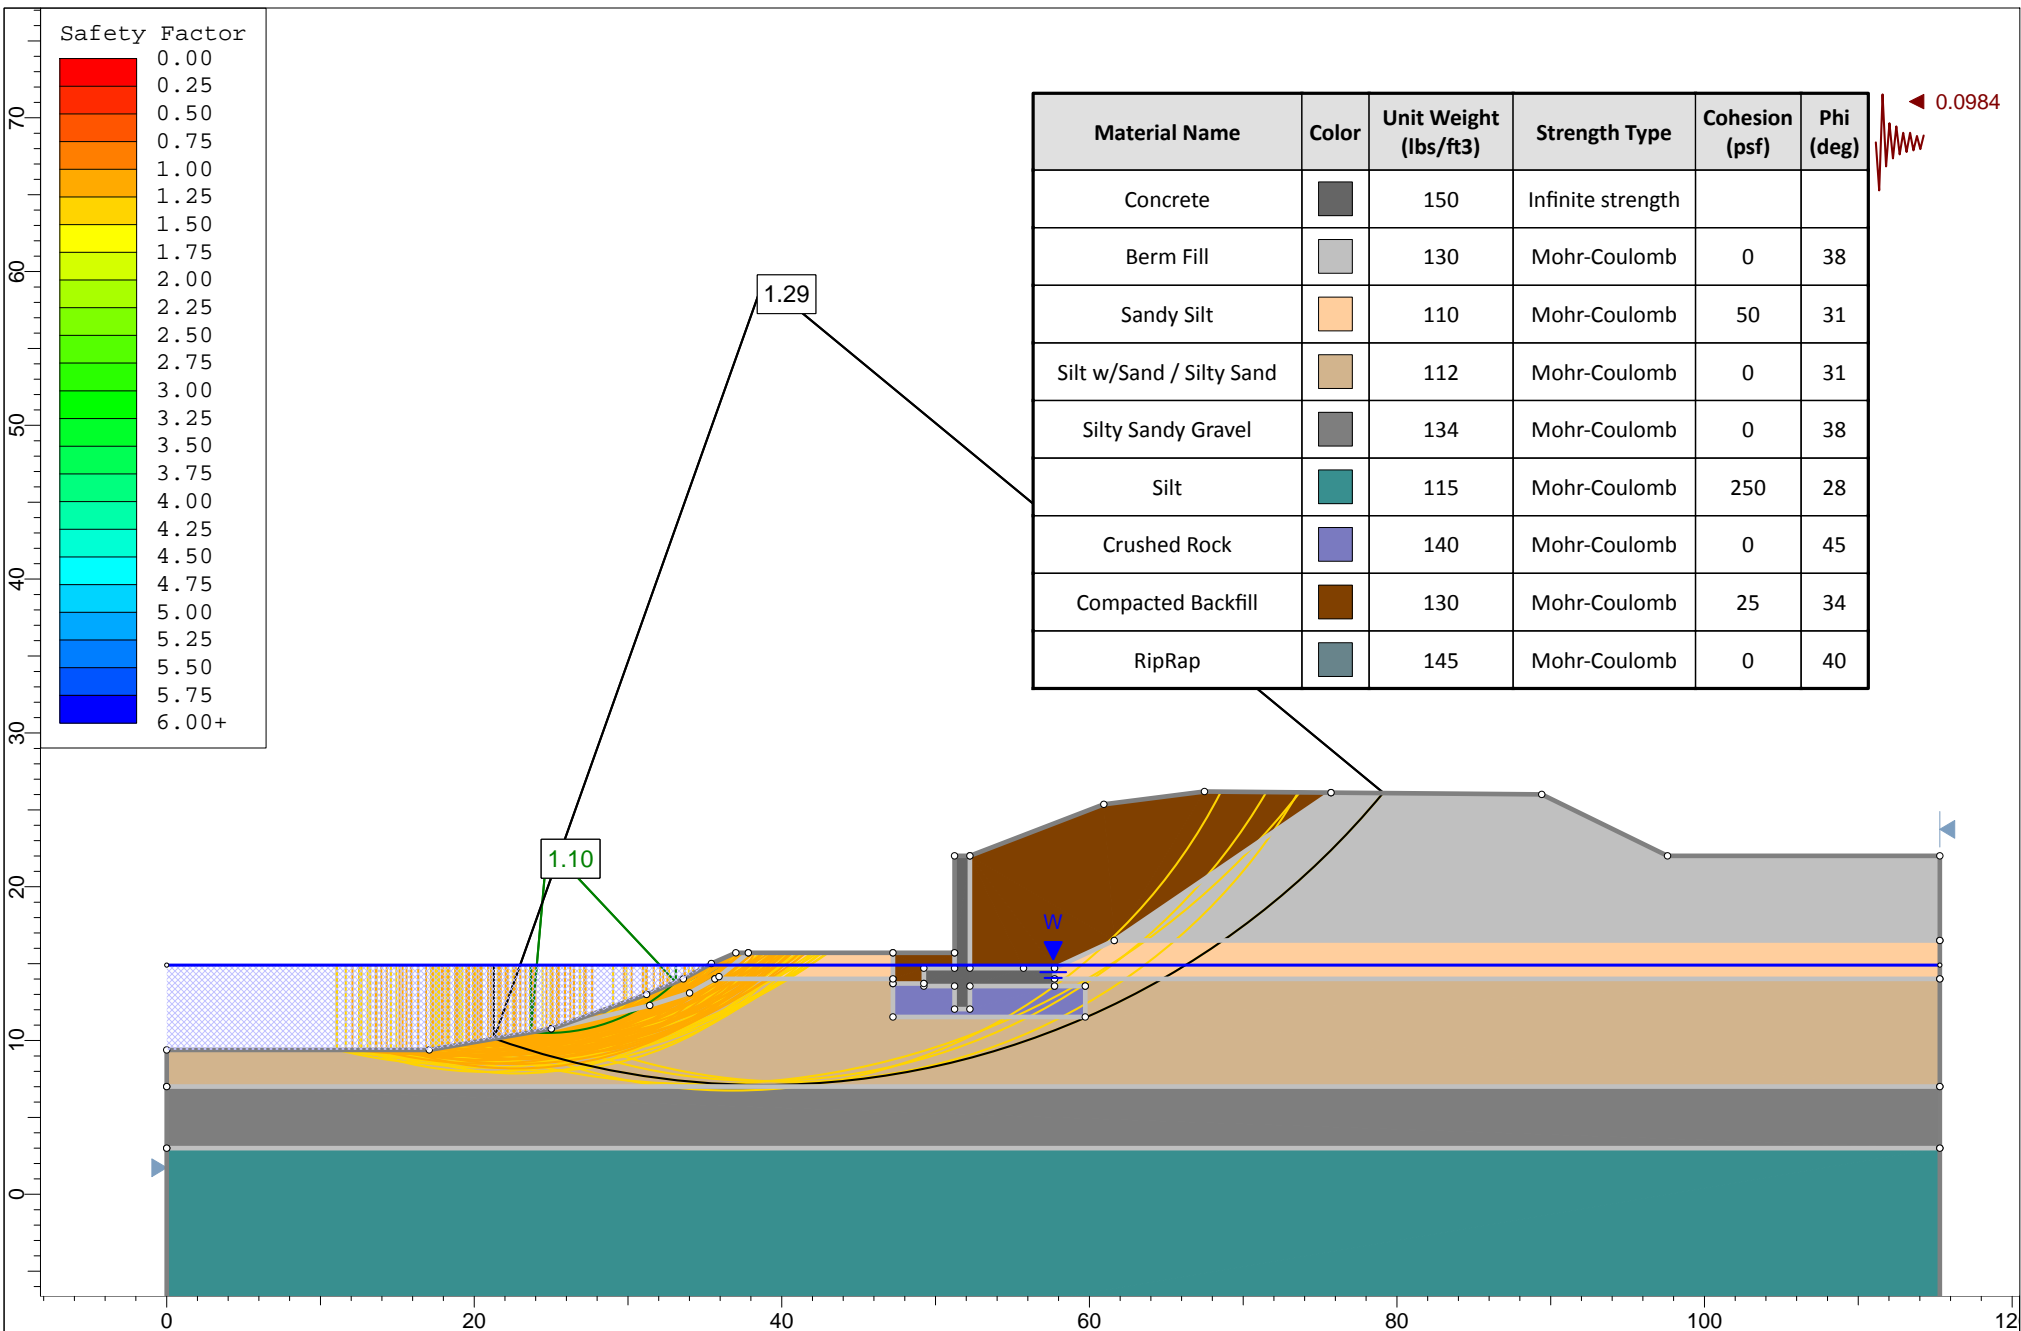 Safety Factor
0.00
0.25
0.50
0.75
1.00
1.25
1.50
1.75
2.00
2.25
2.50
2.75
3.00
3.25
3.50
3.75
4.00
4.25
4.50
4.75
5.00
5.25
5.50
5.75
6.00+
Material Name Color Unit Weight (lbs/ft3) Strength Type Cohesion (psf) Phi (deg)
Concrete 150 Infinite strength
Berm Fill 130 Mohr-Coulomb 0 38
Sandy Silt 110 Mohr-Coulomb 50 31
Silt w/Sand / Silty Sand 112 Mohr-Coulomb 0 31
Silty Sandy Gravel 134 Mohr-Coulomb 0 38
Silt 115 Mohr-Coulomb 250 28
Crushed Rock 140 Mohr-Coulomb 0 45
Compacted Backfill 130 Mohr-Coulomb 25 34
RipRap 145 Mohr-Coulomb 0 40
0.0984
1.29
1.10
W
70
60
50
40
30
20
10
0
0 20 40 60 80 100 12